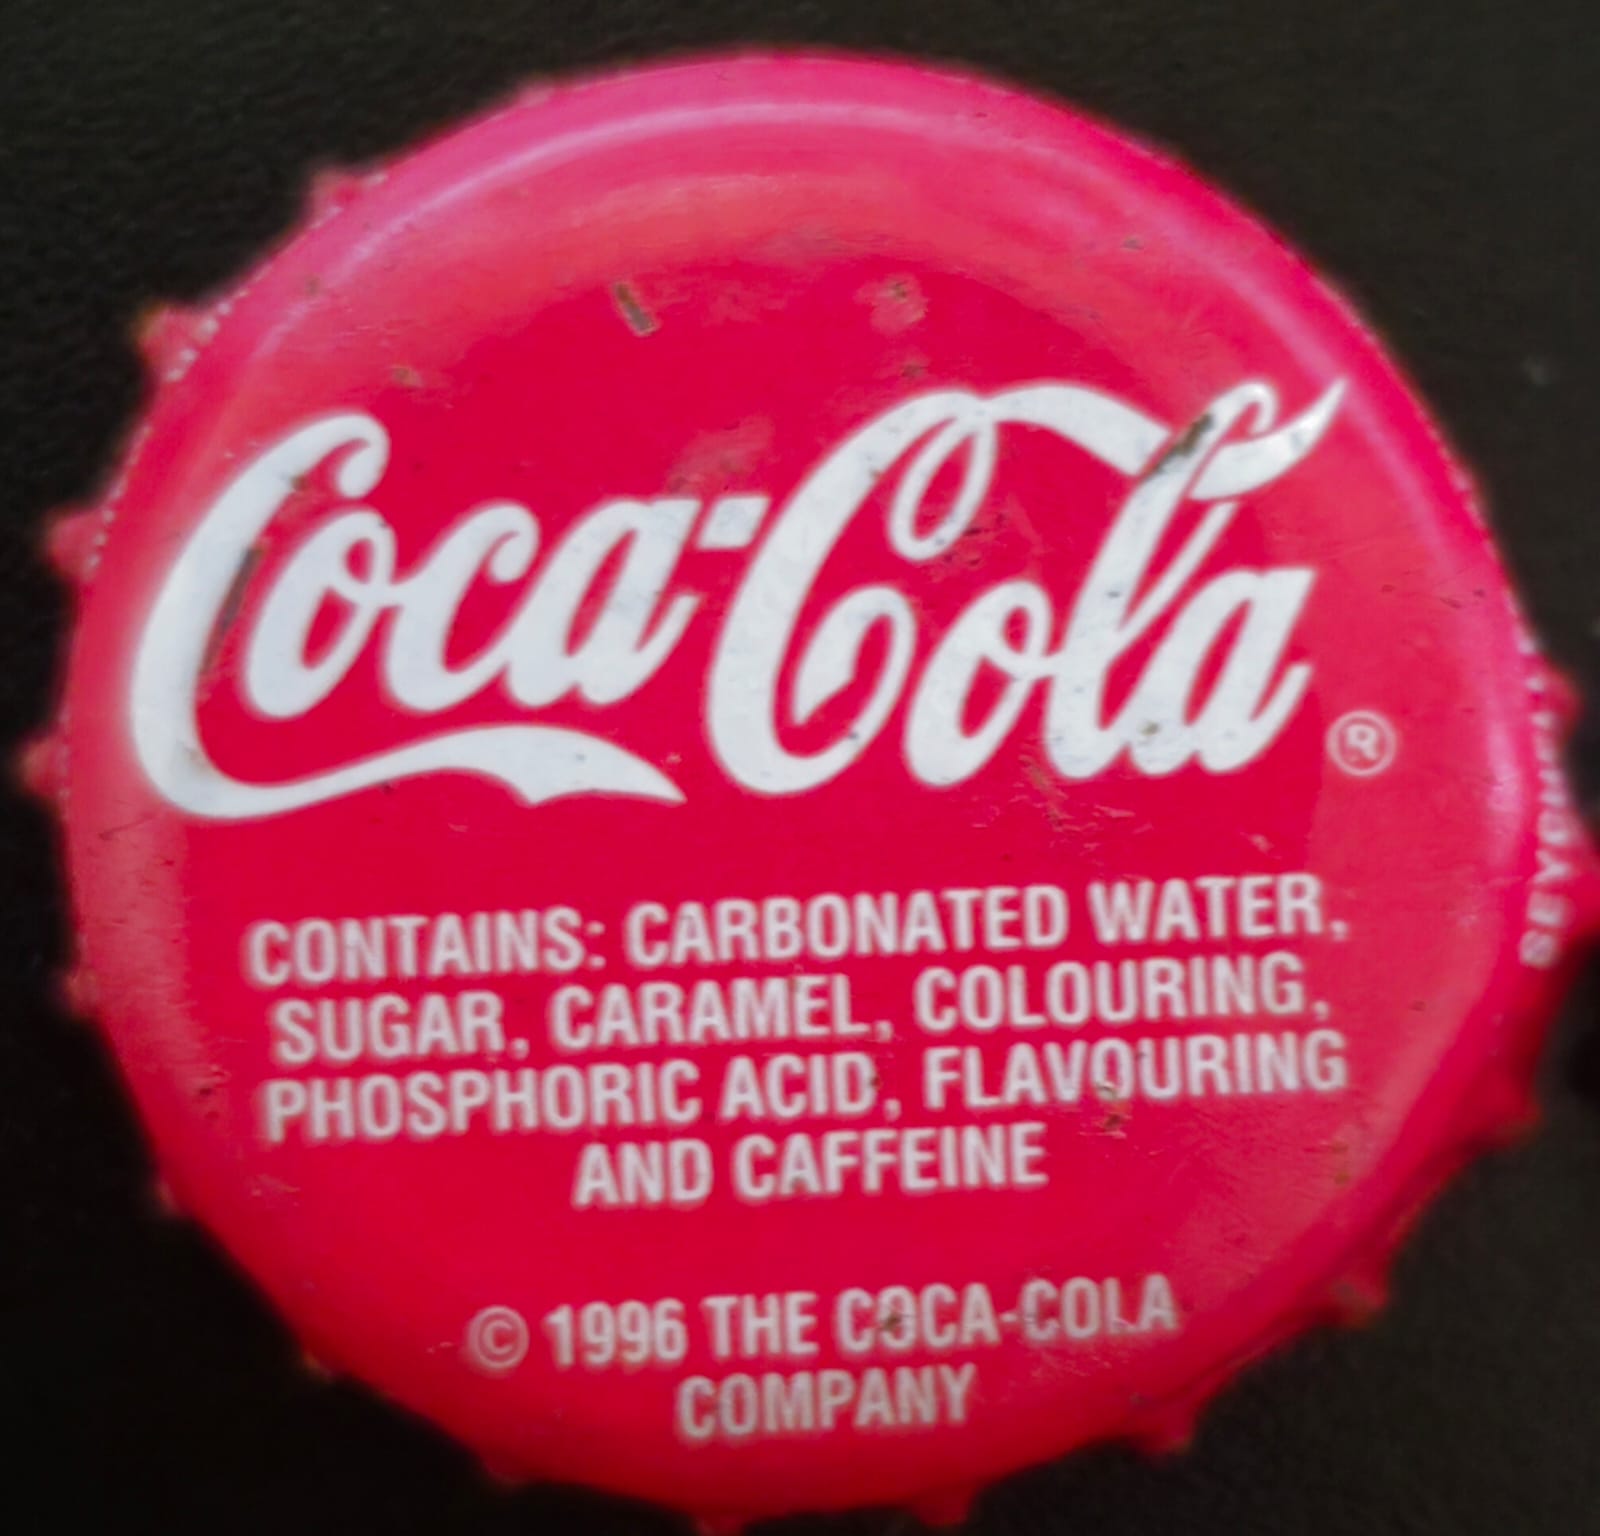 Coca-Cola ®
CONTAINS: CARBONATED WATER,
SUGAR, CARAMEL, COLOURING,
PHOSPHORIC ACID, FLAVOURING
AND CAFFEINE
© 1996 THE COCA-COLA
COMPANY